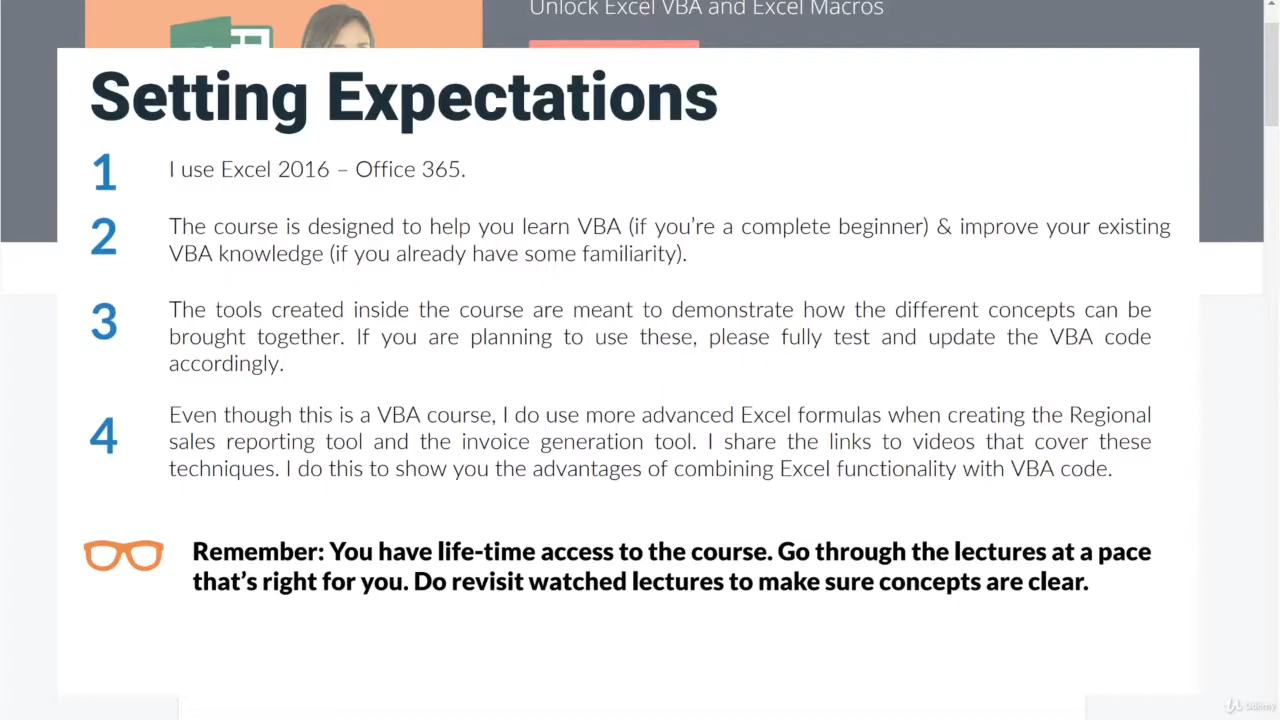 Unlock Excel VBA and Excel Macros
Setting Expectations
1 I use Excel 2016 – Office 365.
2 The course is designed to help you learn VBA (if you're a complete beginner) & improve your existing
VBA knowledge (if you already have some familiarity).
3 The tools created inside the course are meant to demonstrate how the different concepts can be
brought together. If you are planning to use these, please fully test and update the VBA code
accordingly.
4 Even though this is a VBA course, I do use more advanced Excel formulas when creating the Regional
sales reporting tool and the invoice generation tool. I share the links to videos that cover these
techniques. I do this to show you the advantages of combining Excel functionality with VBA code.
Remember: You have life-time access to the course. Go through the lectures at a pace
that's right for you. Do revisit watched lectures to make sure concepts are clear.
Udemy